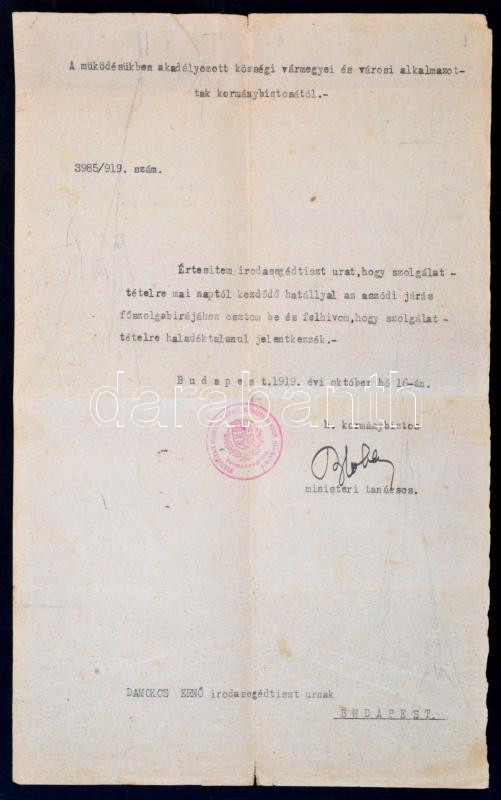 A müködésükben akadályozott községi vármegyei és városi alkalmazot-
tak kormánybiztosától.-
3985/919. szám.
Értesitem irodasegédtiszt urat, hogy szolgálat -
tételre mai naptól kezdődő hatállyal az aszódi járás
főszolgabirájához osztom be és felhivom, hogy szolgálat -
tételre haladéktalanul jelentkezzék.-
Budapest.1919. évi október hó 16-án.
h. kormánybiztos
ministeri tanácsos.
darabanth
DAMOKOS ERNŐ irodasegédtiszt urnak
BUDAPEST.